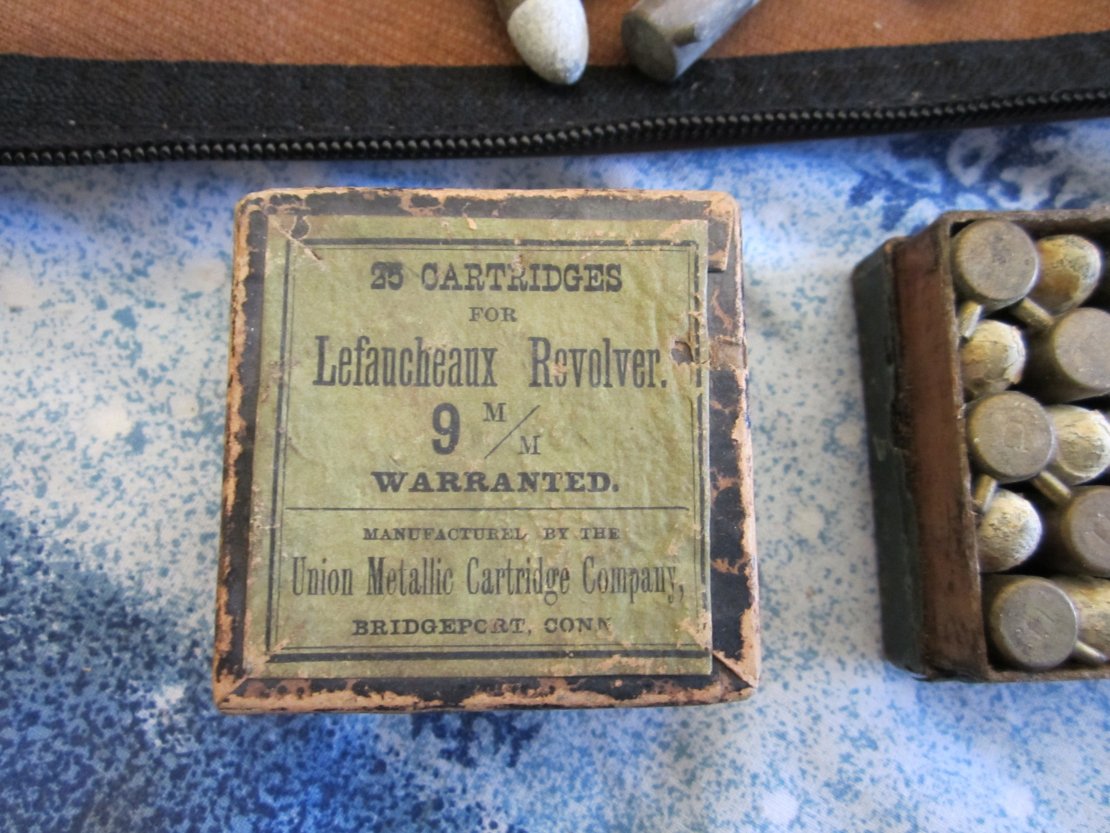 25 CARTRIDGES
FOR
Lefaucheaux Revolver.
9 M/M
WARRANTED.
MANUFACTURED BY THE
Union Metallic Cartridge Company,
BRIDGEPORT, CONN